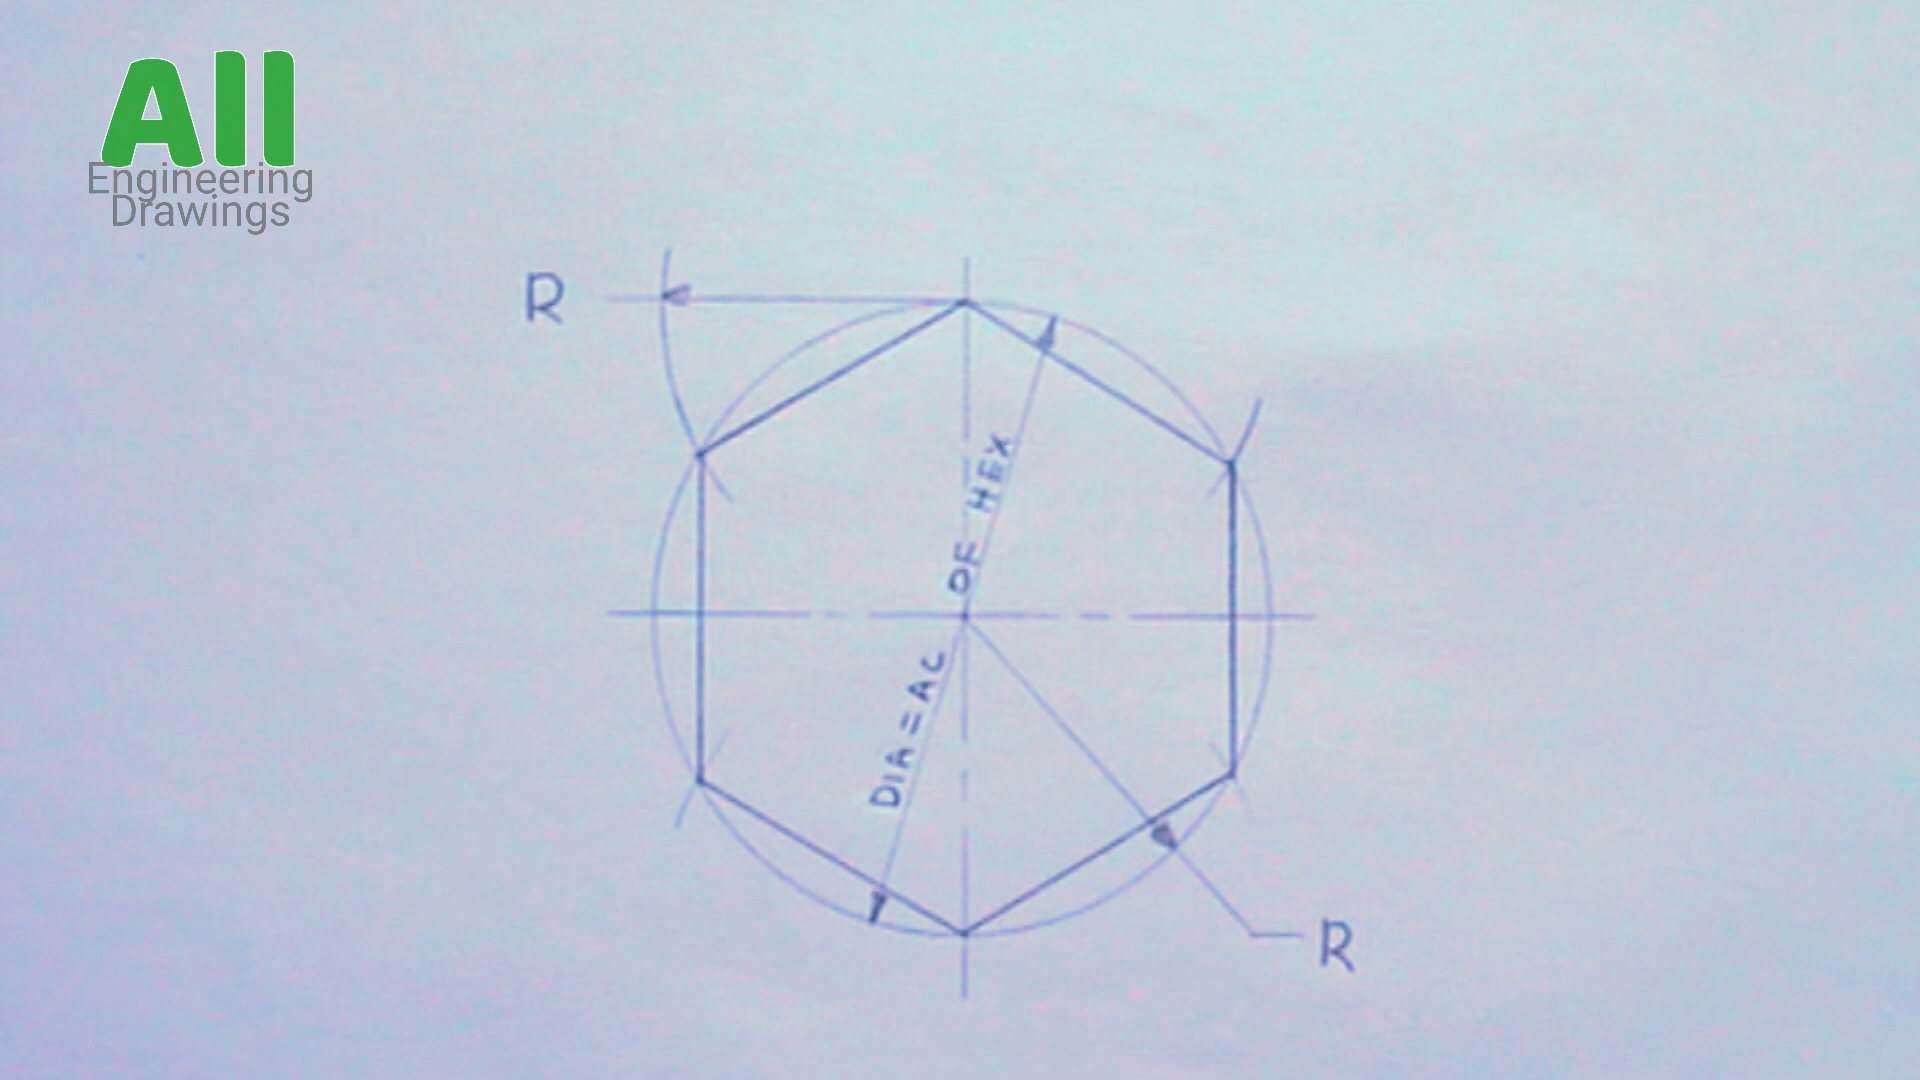 All
Engineering
Drawings
R
DIA = AC OF HEX
R